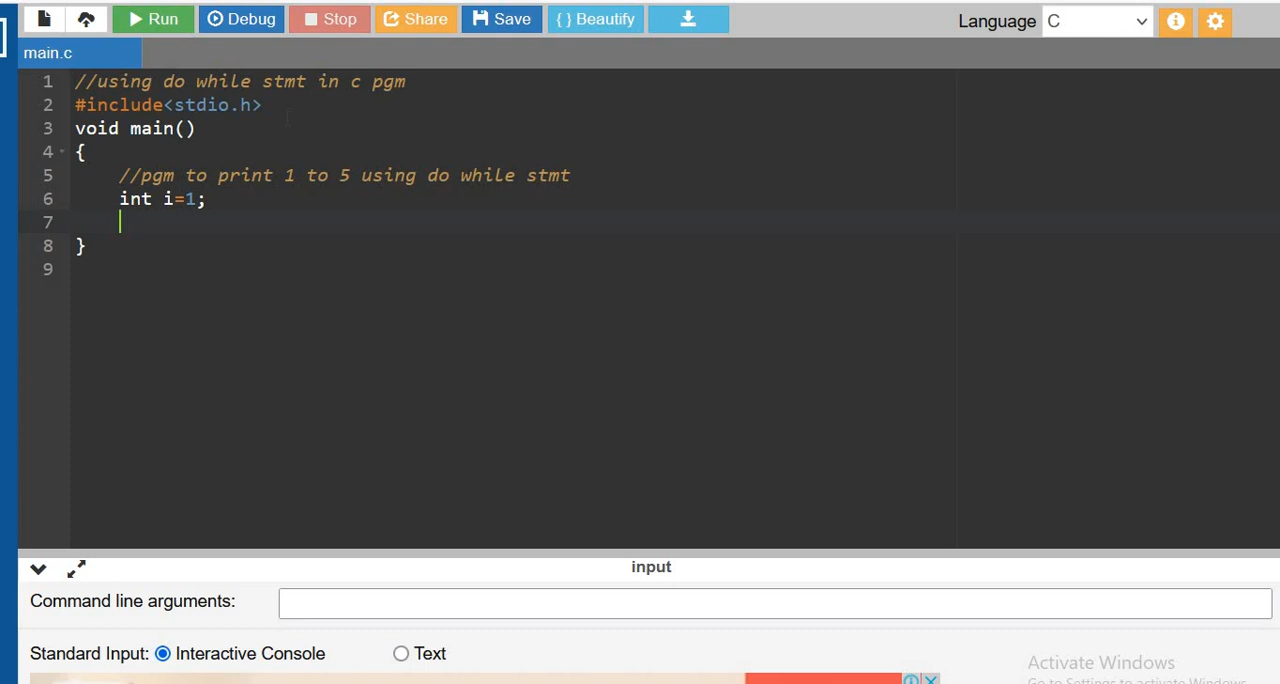 Run Debug Stop Share Save { } Beautify Language C
main.c
1 //using do while stmt in c pgm
2 #include<stdio.h>
3 void main()
4 {
5 //pgm to print 1 to 5 using do while stmt
6 int i=1;
7
8 }
9
input
Command line arguments:
Standard Input: Interactive Console Text
Activate Windows
Go to Settings to activate Windows.